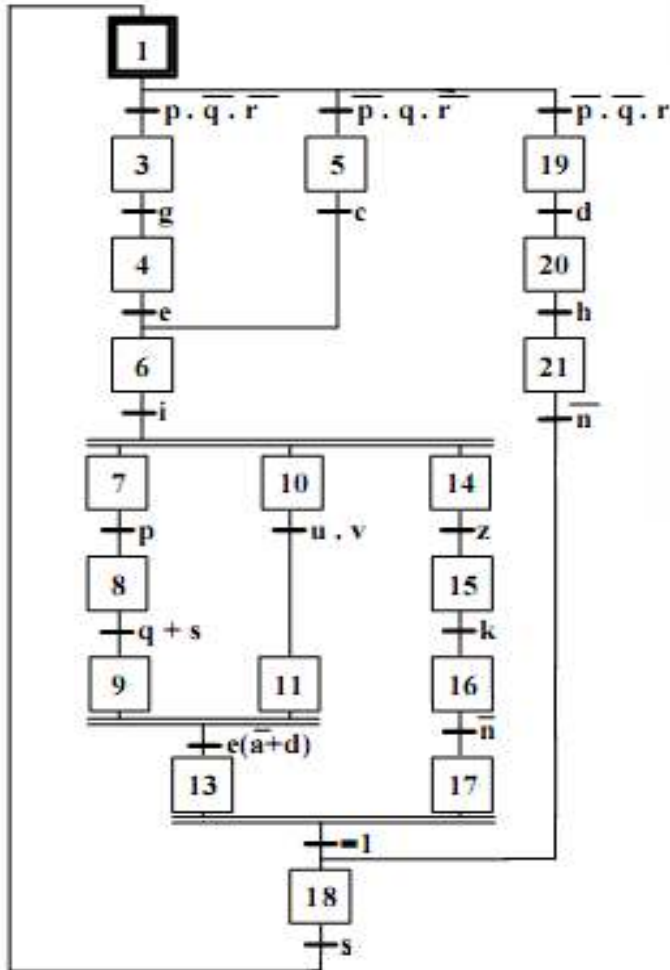 1
p . q̅ . r̅ p̅ . q . r̅ p̅ . q̅ . r
3 5 19
g c d
4 20
e h
6 21
i n̅
7 10 14
p u . v z
8 15
q + s k
9 11 16
e(a̅+d) n̅
13 17
=1
18
s